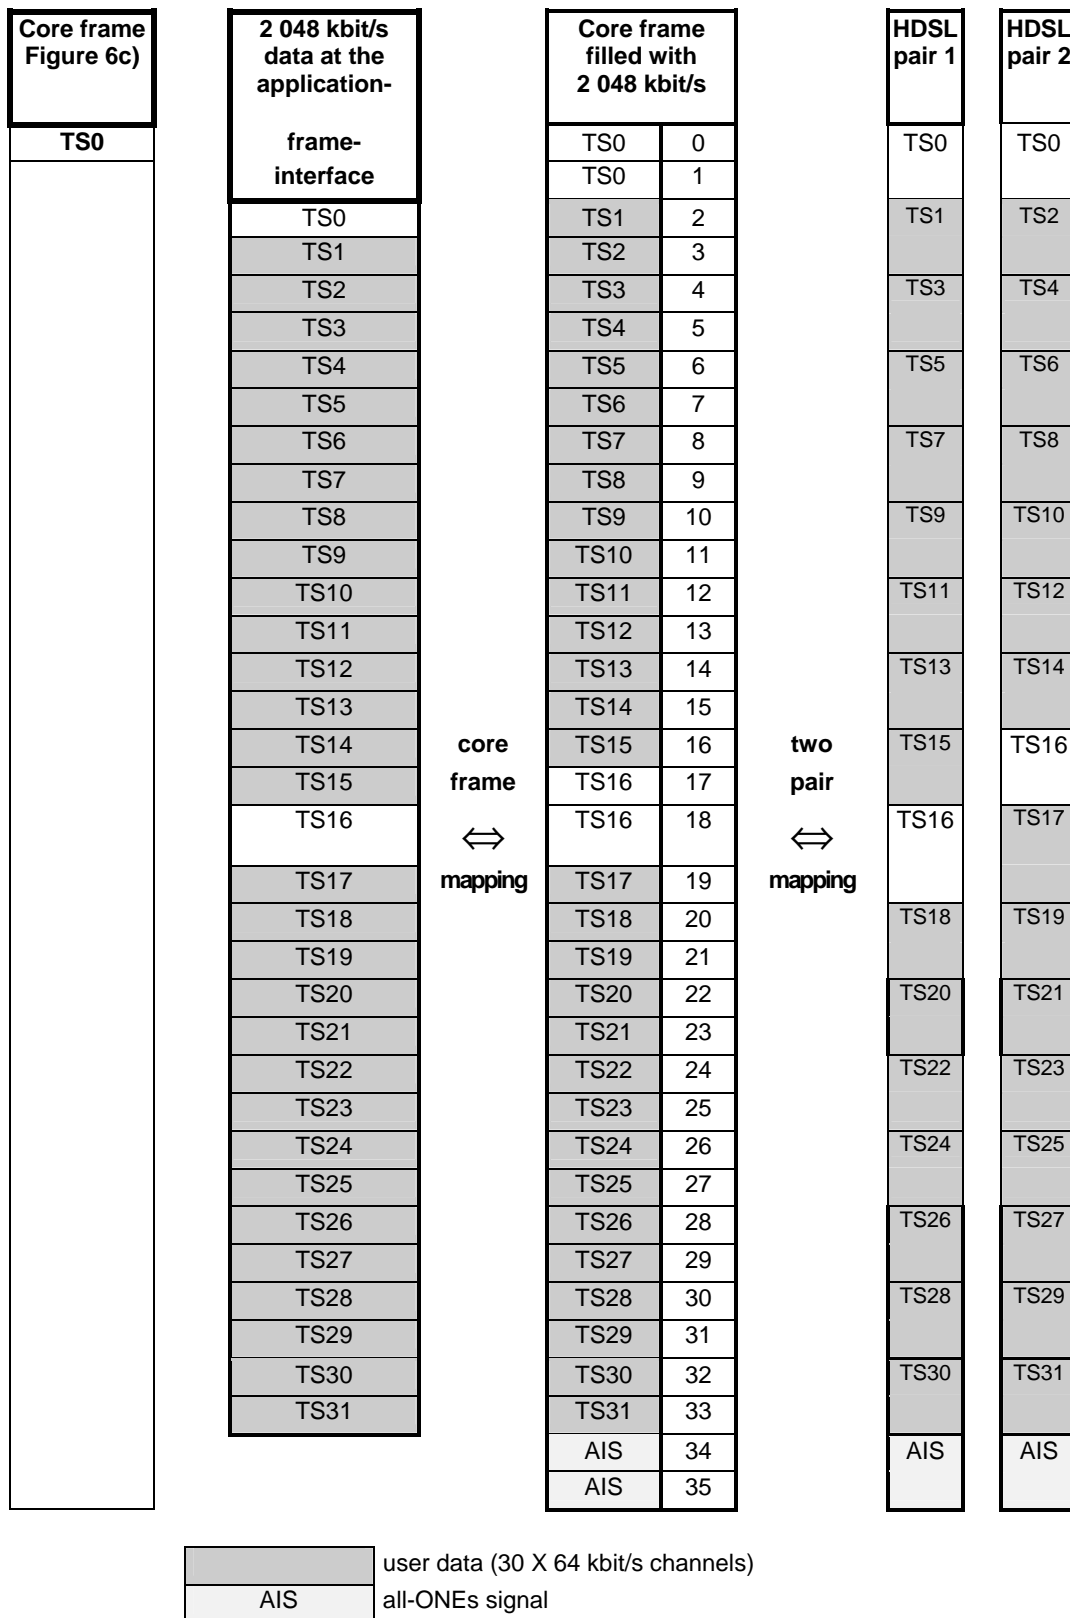 Core frame
Figure 6c)
2 048 kbit/s
data at the
application-
frame-
interface
Core frame
filled with
2 048 kbit/s
HDSL
pair 1
HDSL
pair 2
TS0 TS0 0 TS0 TS0
TS0 1
TS0 TS1 2 TS1 TS2
TS1 TS2 3
TS2 TS3 4 TS3 TS4
TS3 TS4 5
TS4 TS5 6 TS5 TS6
TS5 TS6 7
TS6 TS7 8 TS7 TS8
TS7 TS8 9
TS8 TS9 10 TS9 TS10
TS9 TS10 11
TS10 TS11 12 TS11 TS12
TS11 TS12 13
TS12 TS13 14 TS13 TS14
TS13 TS14 15
TS14 core TS15 16 two TS15 TS16
TS15 frame TS16 17 pair
TS16 ⇔ TS16 18 ⇔ TS16 TS17
TS17 mapping TS17 19 mapping
TS18 TS18 20 TS18 TS19
TS19 TS19 21
TS20 TS20 22 TS20 TS21
TS21 TS21 23
TS22 TS22 24 TS22 TS23
TS23 TS23 25
TS24 TS24 26 TS24 TS25
TS25 TS25 27
TS26 TS26 28 TS26 TS27
TS27 TS27 29
TS28 TS28 30 TS28 TS29
TS29 TS29 31
TS30 TS30 32 TS30 TS31
TS31 TS31 33
AIS 34 AIS AIS
AIS 35
user data (30 X 64 kbit/s channels)
AIS all-ONEs signal